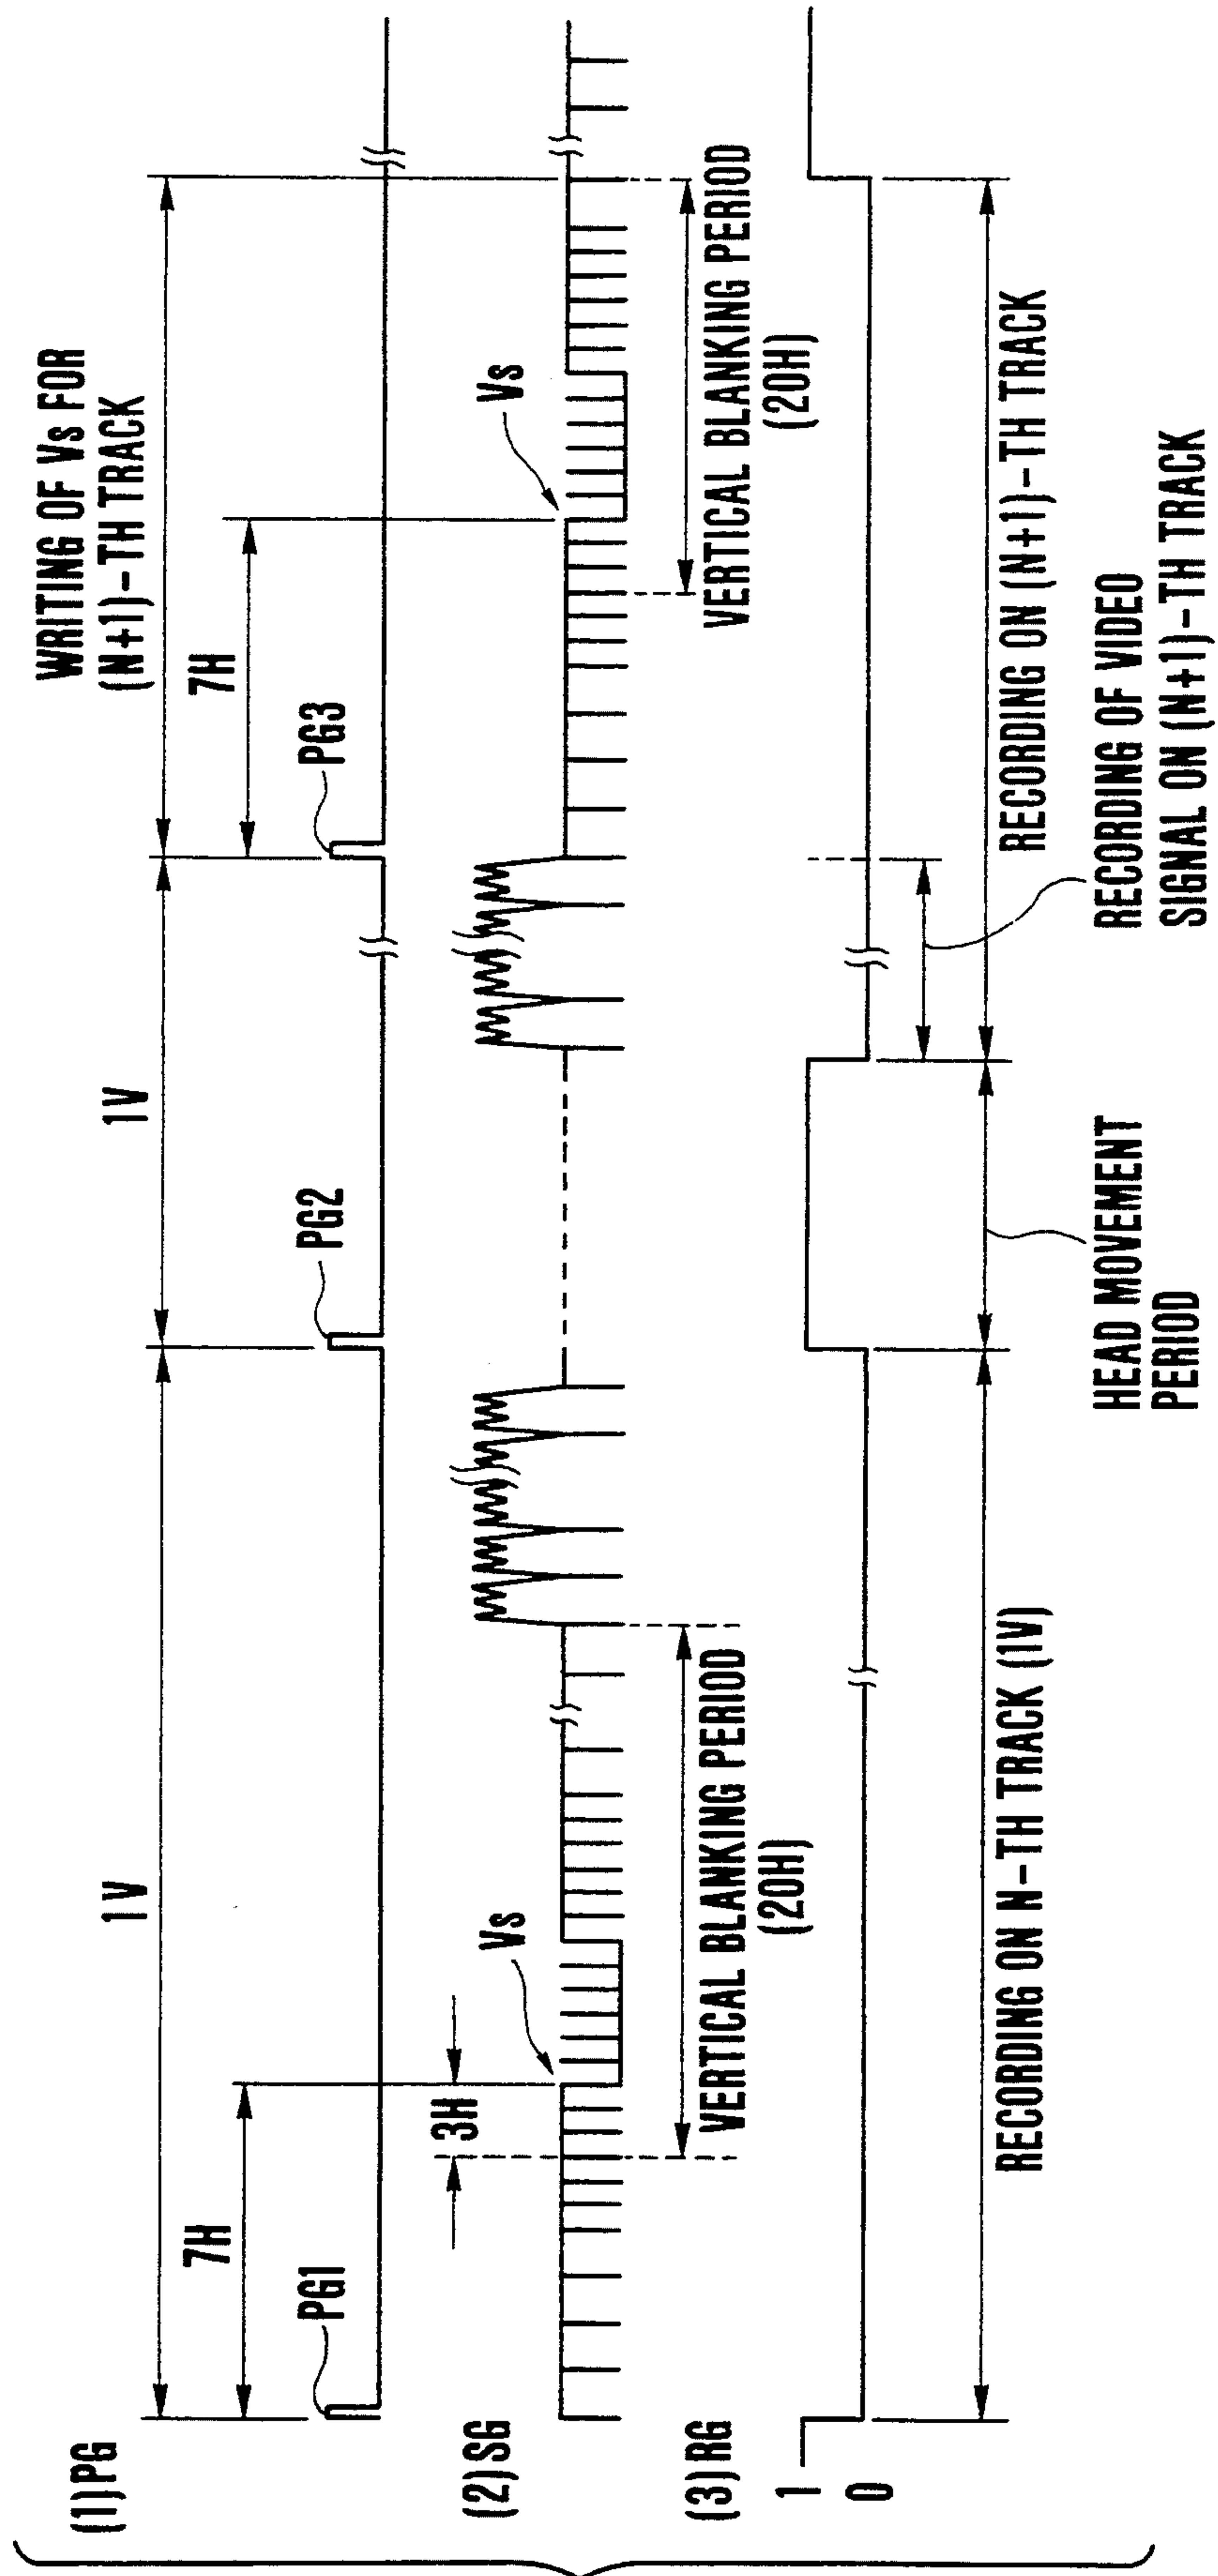 (1) PG
1V
1V
WRITING OF Vs FOR
(N+1)-TH TRACK
7H
7H
PG1
PG2
PG3
(2) SG
3H
Vs
Vs
VERTICAL BLANKING PERIOD
(20H)
VERTICAL BLANKING PERIOD
(20H)
(3) RG
1
0
RECORDING ON N-TH TRACK (1V)
HEAD MOVEMENT
PERIOD
RECORDING ON (N+1)-TH TRACK
RECORDING OF VIDEO
SIGNAL ON (N+1)-TH TRACK